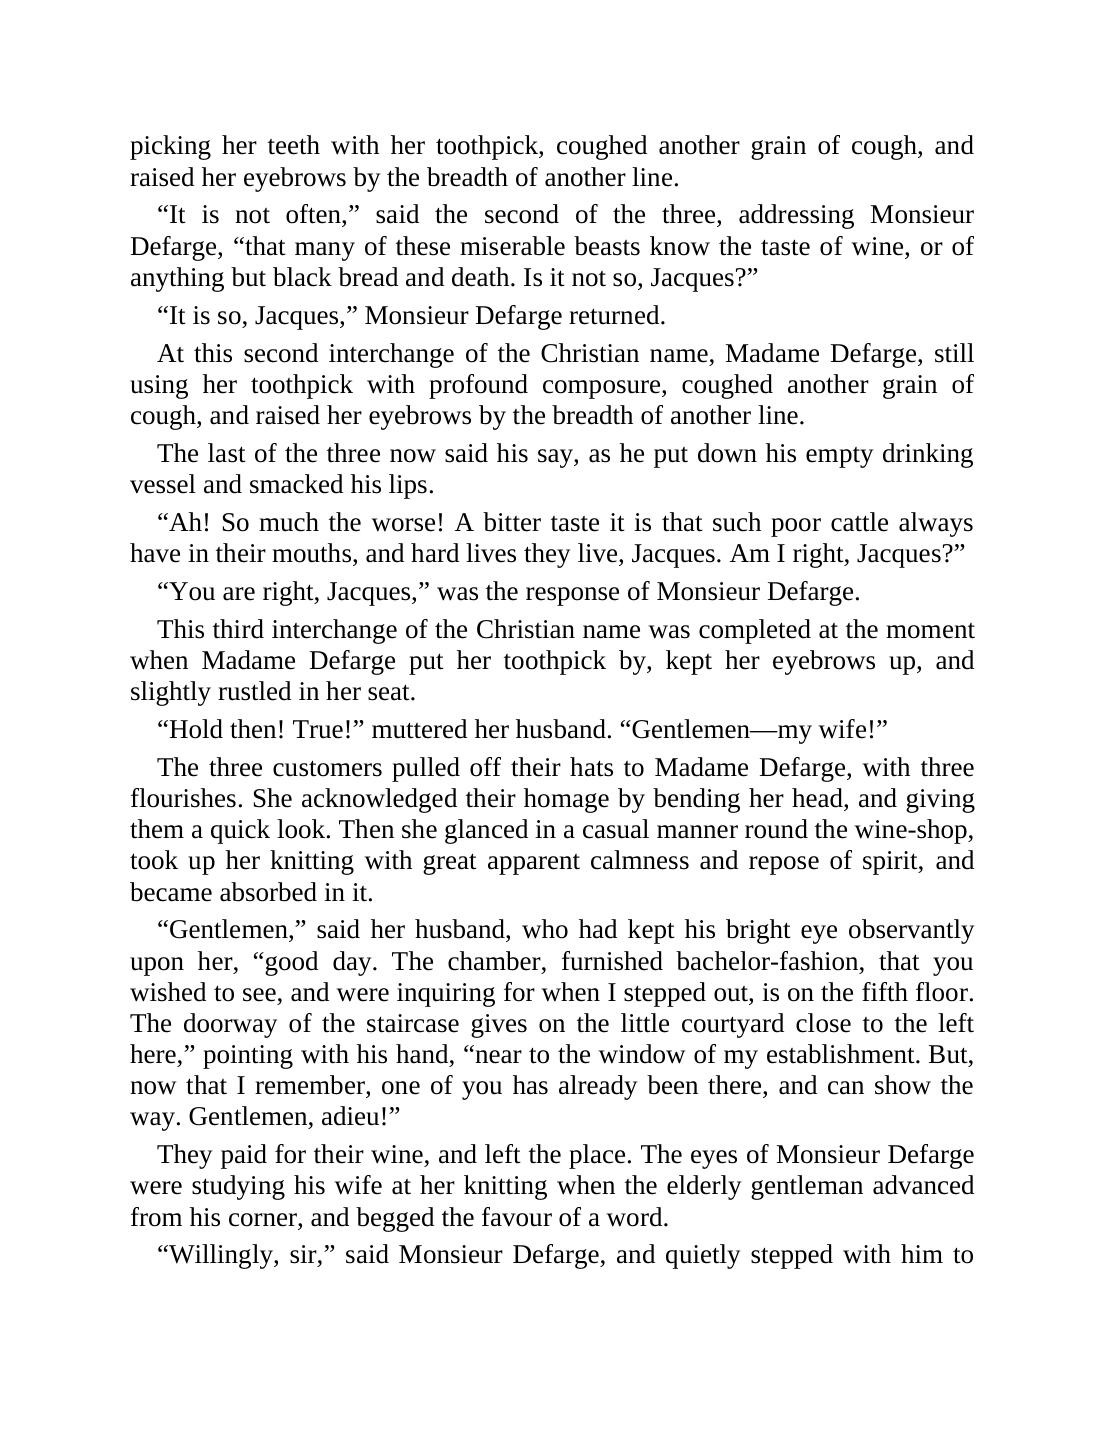 picking her teeth with her toothpick, coughed another grain of cough, and
raised her eyebrows by the breadth of another line.
“It is not often,” said the second of the three, addressing Monsieur
Defarge, “that many of these miserable beasts know the taste of wine, or of
anything but black bread and death. Is it not so, Jacques?”
“It is so, Jacques,” Monsieur Defarge returned.
At this second interchange of the Christian name, Madame Defarge, still
using her toothpick with profound composure, coughed another grain of
cough, and raised her eyebrows by the breadth of another line.
The last of the three now said his say, as he put down his empty drinking
vessel and smacked his lips.
“Ah! So much the worse! A bitter taste it is that such poor cattle always
have in their mouths, and hard lives they live, Jacques. Am I right, Jacques?”
“You are right, Jacques,” was the response of Monsieur Defarge.
This third interchange of the Christian name was completed at the moment
when Madame Defarge put her toothpick by, kept her eyebrows up, and
slightly rustled in her seat.
“Hold then! True!” muttered her husband. “Gentlemen—my wife!”
The three customers pulled off their hats to Madame Defarge, with three
flourishes. She acknowledged their homage by bending her head, and giving
them a quick look. Then she glanced in a casual manner round the wine-shop,
took up her knitting with great apparent calmness and repose of spirit, and
became absorbed in it.
“Gentlemen,” said her husband, who had kept his bright eye observantly
upon her, “good day. The chamber, furnished bachelor-fashion, that you
wished to see, and were inquiring for when I stepped out, is on the fifth floor.
The doorway of the staircase gives on the little courtyard close to the left
here,” pointing with his hand, “near to the window of my establishment. But,
now that I remember, one of you has already been there, and can show the
way. Gentlemen, adieu!”
They paid for their wine, and left the place. The eyes of Monsieur Defarge
were studying his wife at her knitting when the elderly gentleman advanced
from his corner, and begged the favour of a word.
“Willingly, sir,” said Monsieur Defarge, and quietly stepped with him to